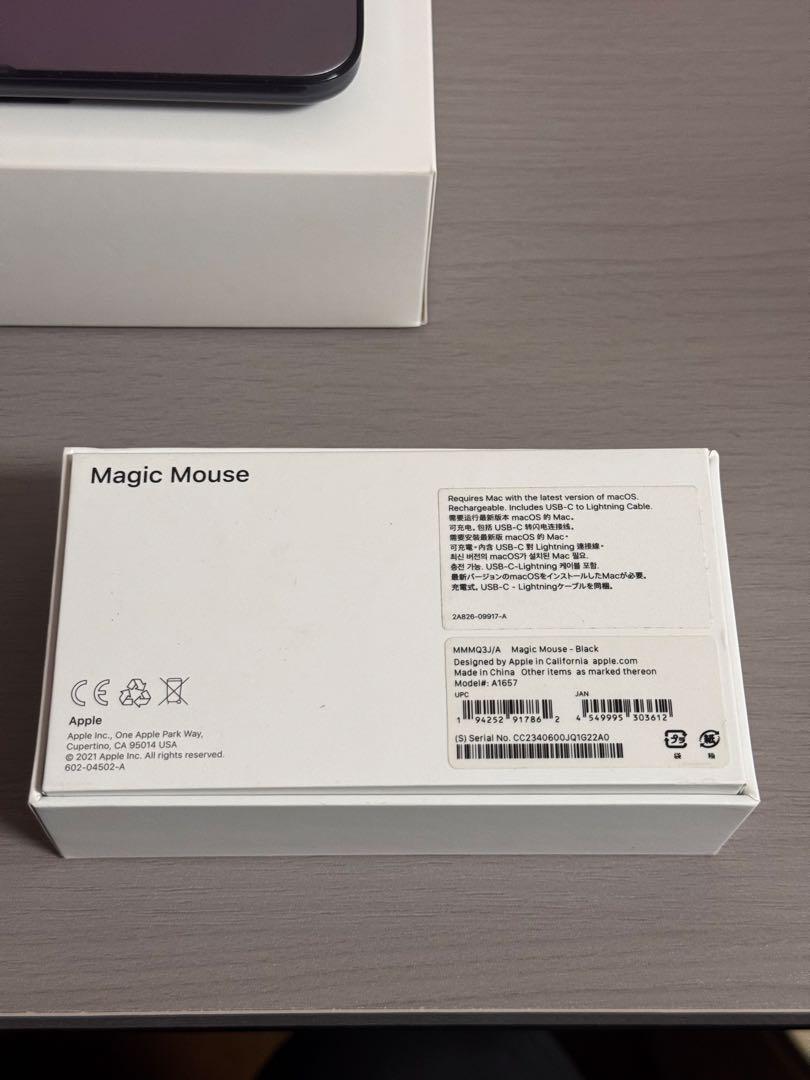 Magic Mouse
Requires Mac with the latest version of macOS.
Rechargeable. Includes USB-C to Lightning Cable.
需要运行最新版本 macOS 的 Mac。
可充电。包括 USB-C 转闪电连接线。
需要安裝最新版 macOS 的 Mac。
可充電。內含 USB-C 對 Lightning 連接線。
최신 버전의 macOS가 설치된 Mac 필요.
충전 가능. USB-C-Lightning 케이블 포함.
最新バージョンのmacOSをインストールしたMacが必要。
充電式。USB-C - Lightningケーブルを同梱。
2A826-09917-A
MMMQ3J/A Magic Mouse - Black
Designed by Apple in California apple.com
Made in China Other items as marked thereon
Model#: A1657
UPC
JAN
1 94252 91786 2
4 549995 303612
(S) Serial No. CC2340600JQ1G22A0
プラ
紙
袋
箱
CE
Apple
Apple Inc., One Apple Park Way,
Cupertino, CA 95014 USA
© 2021 Apple Inc. All rights reserved.
602-04502-A